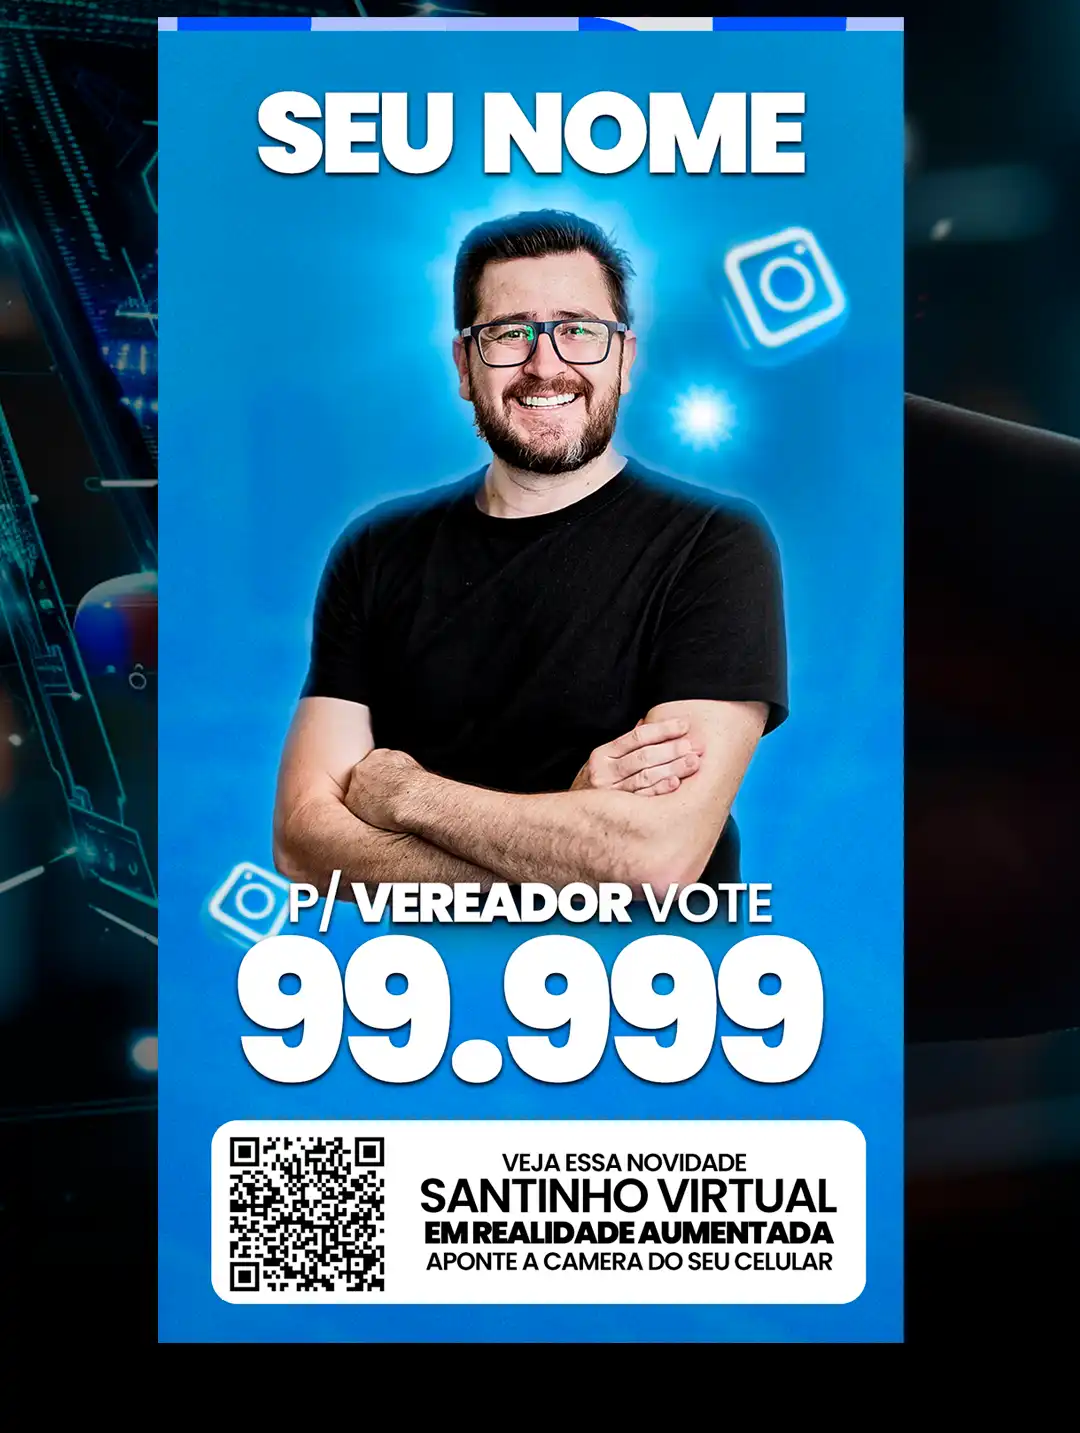 SEU NOME
P/ VEREADOR VOTE
99.999
VEJA ESSA NOVIDADE
SANTINHO VIRTUAL
EM REALIDADE AUMENTADA
APONTE A CAMERA DO SEU CELULAR